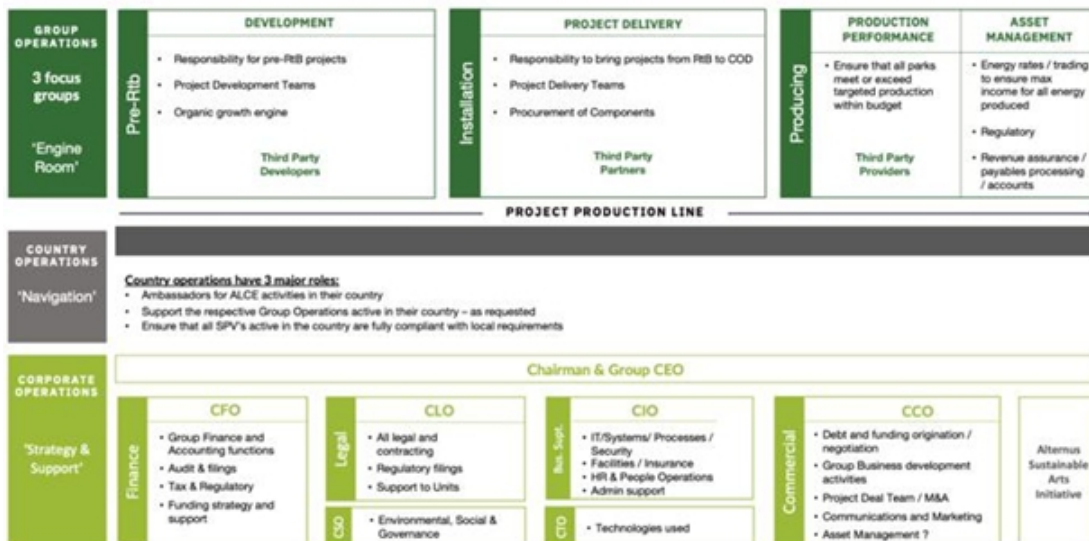 GROUP
OPERATIONS
3 focus
groups
'Engine
Room'
Pre-Rtb
DEVELOPMENT
• Responsibility for pre-RtB projects
• Project Development Teams
• Organic growth engine
Third Party
Developers
Installation
PROJECT DELIVERY
• Responsibility to bring projects from RtB to COD
• Project Delivery Teams
• Procurement of Components
Third Party
Partners
Producing
PRODUCTION
PERFORMANCE
• Ensure that all parks
meet or exceed
targeted production
within budget
Third Party
Providers
ASSET
MANAGEMENT
• Energy rates / trading
to ensure max
income for all energy
produced
• Regulatory
• Revenue assurance /
payables processing
/ accounts
PROJECT PRODUCTION LINE
COUNTRY
OPERATIONS
'Navigation'
Country operations have 3 major roles:
• Ambassadors for ALCE activities in their country
• Support the respective Group Operations active in their country – as requested
• Ensure that all SPV's active in the country are fully compliant with local requirements
CORPORATE
OPERATIONS
'Strategy &
Support'
Chairman & Group CEO
Finance
CFO
• Group Finance and
Accounting functions
• Audit & filings
• Tax & Regulatory
• Funding strategy and
support
Legal
CLO
• All legal and
contracting
• Regulatory filings
• Support to Units
CSO
• Environmental, Social &
Governance
Bus. Supt.
CIO
• IT/Systems/ Processes /
Security
• Facilities / Insurance
• HR & People Operations
• Admin support
CTO
• Technologies used
Commercial
CCO
• Debt and funding origination /
negotiation
• Group Business development
activities
• Project Deal Team / M&A
• Communications and Marketing
• Asset Management ?
Alternus
Sustainable
Arts
Initiative